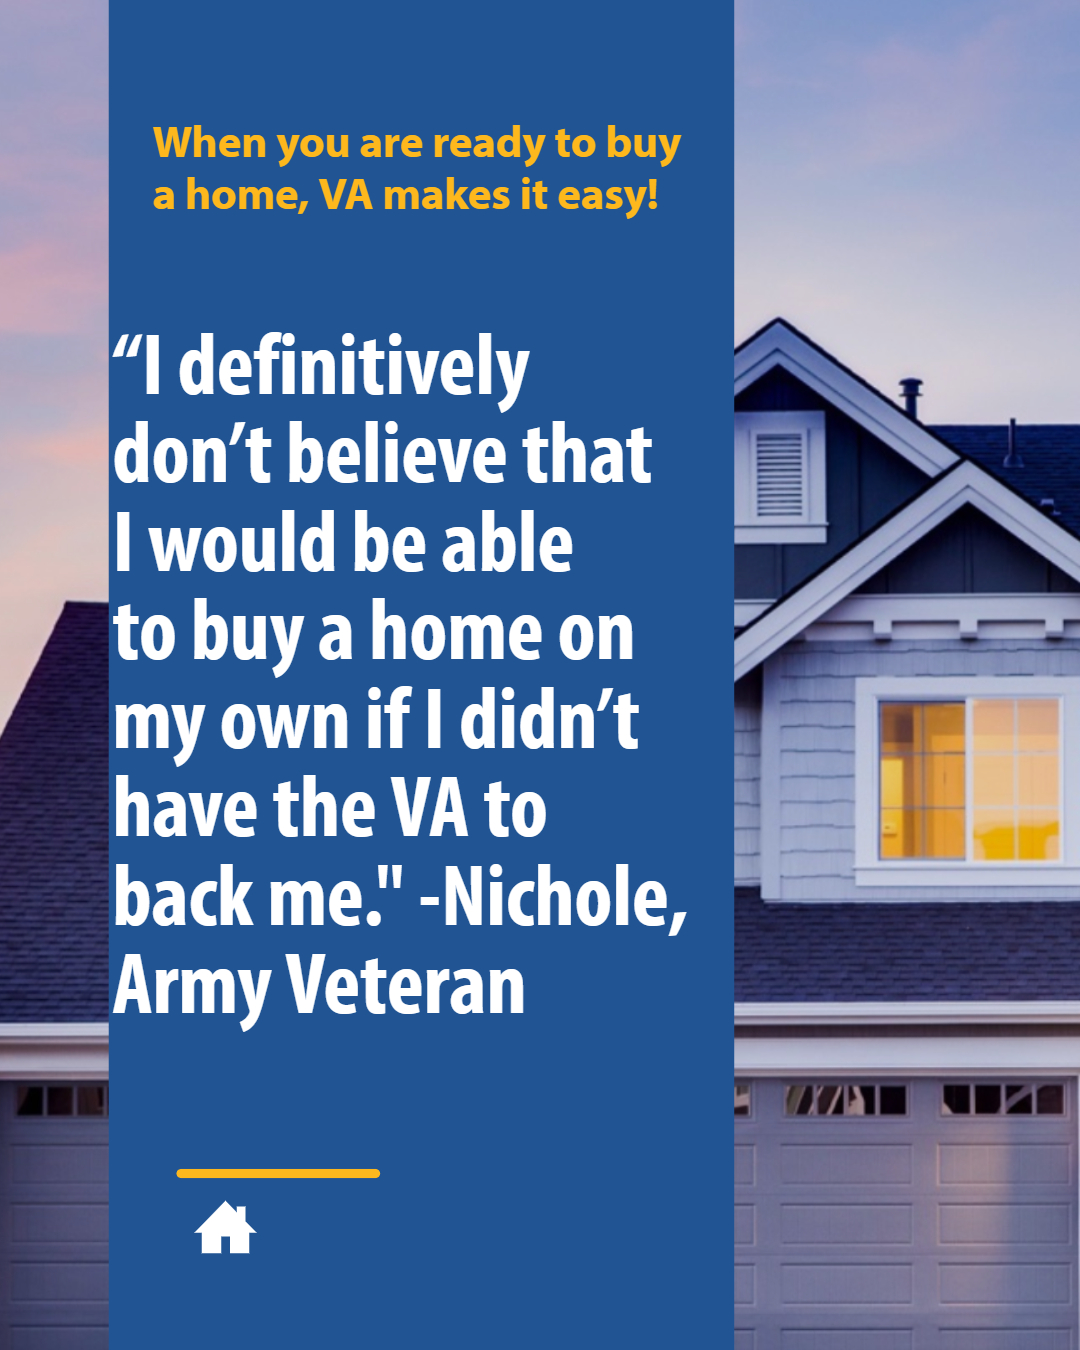 When you are ready to buy
a home, VA makes it easy!
“I definitively
don’t believe that
I would be able
to buy a home on
my own if I didn’t
have the VA to
back me." -Nichole,
Army Veteran